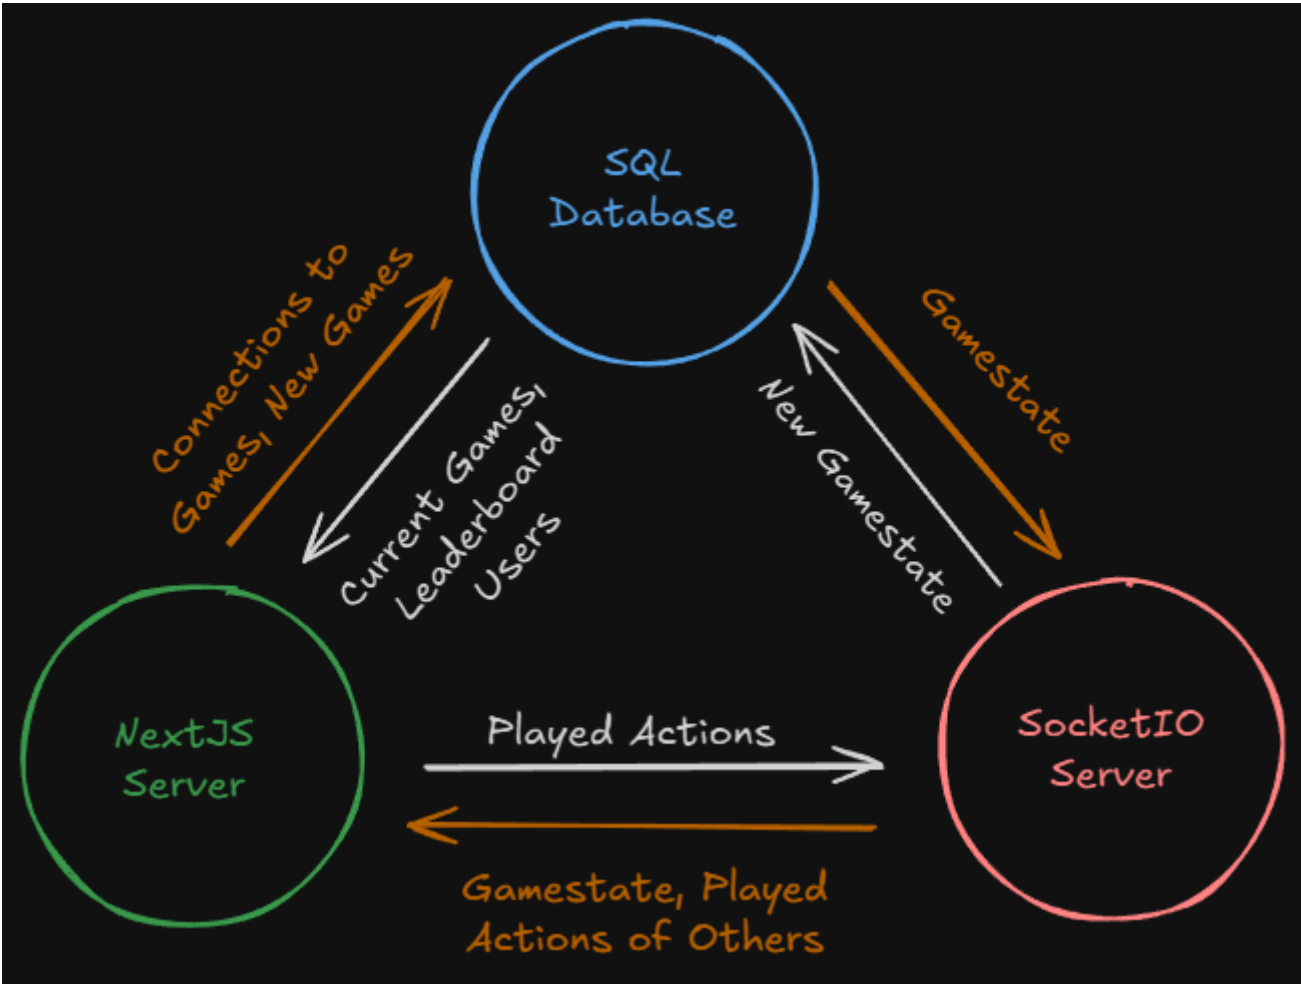 SQL
Database
Connections to
Games, New Games
Current Games,
Leaderboard
Users
Gamestate
New Gamestate
NextJS
Server
Played Actions
Gamestate, Played
Actions of Others
SocketIO
Server